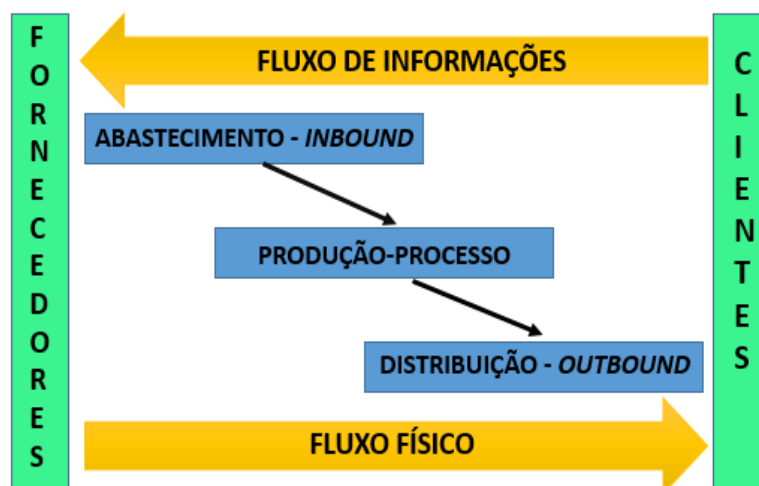 FORNECEDORES
FLUXO DE INFORMAÇÕES
CLIENTES
ABASTECIMENTO - INBOUND
PRODUÇÃO-PROCESSO
DISTRIBUIÇÃO - OUTBOUND
FLUXO FÍSICO